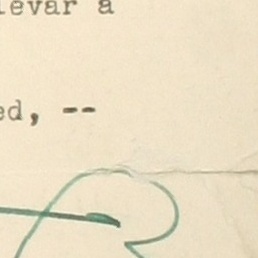 levar a
ed, --